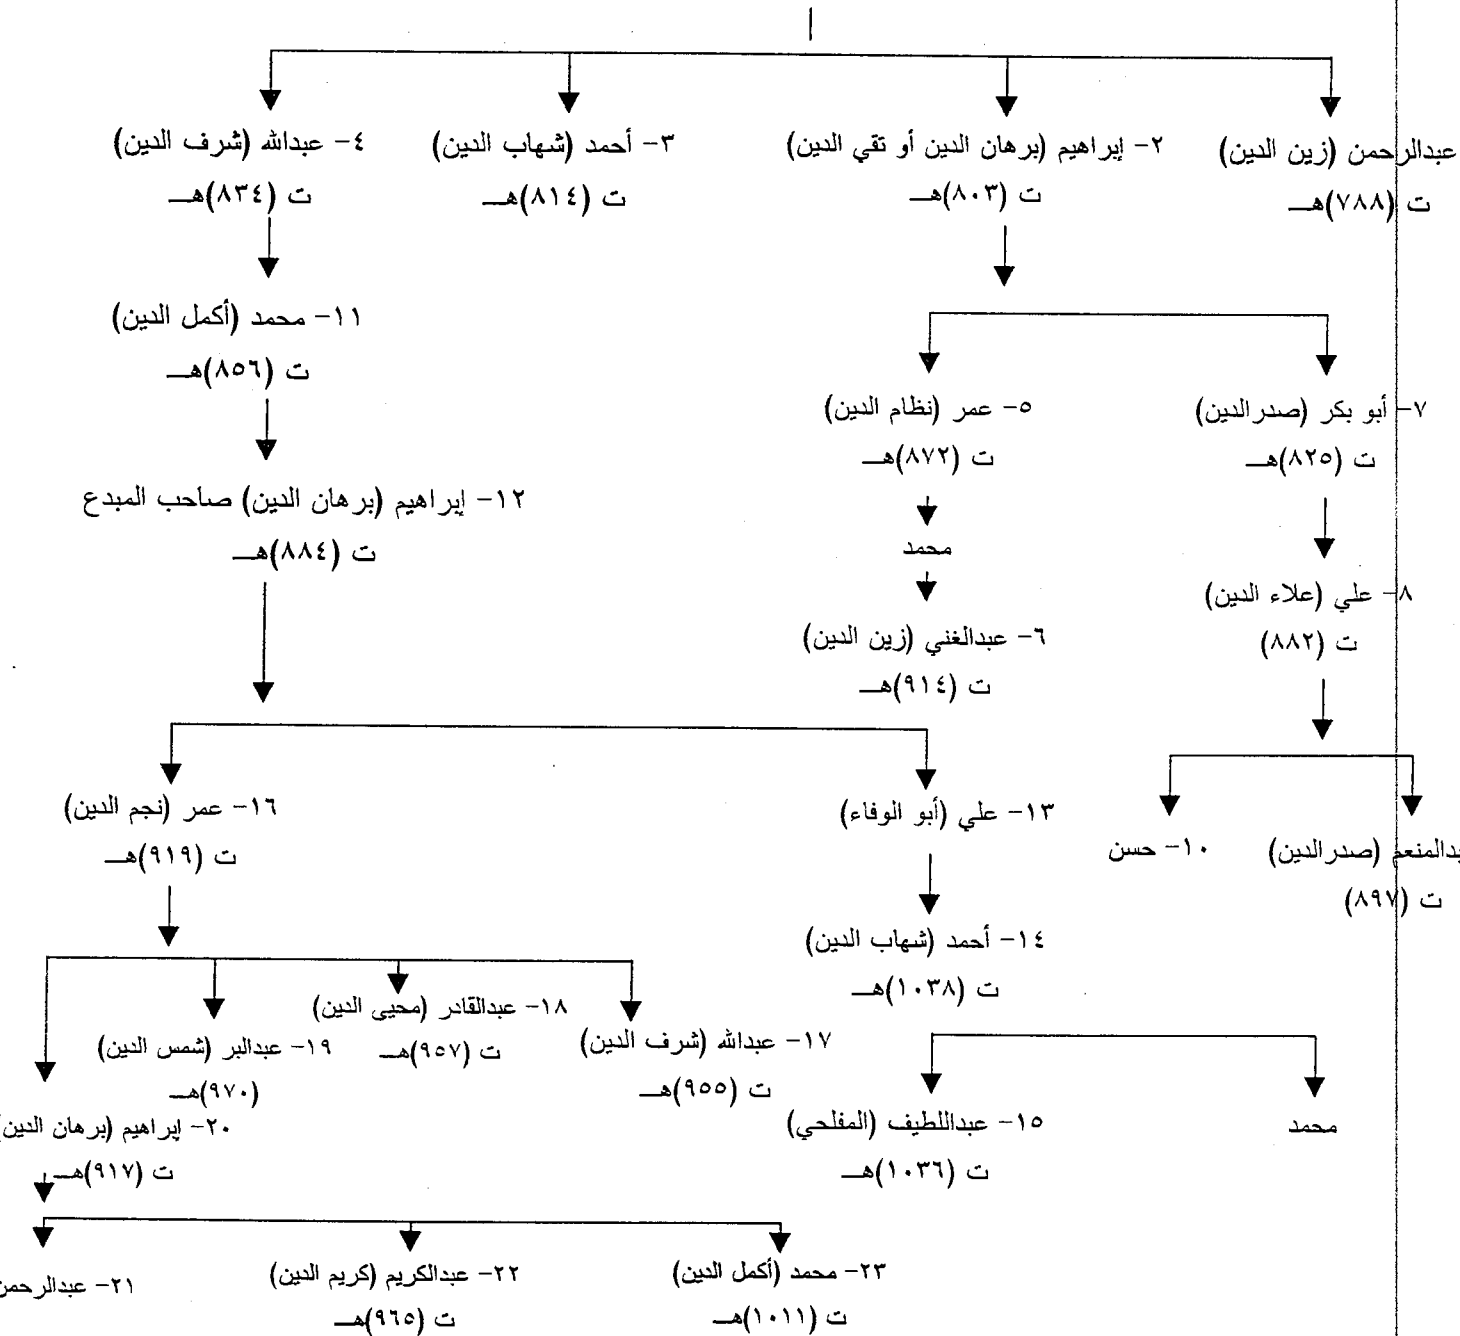 عبدالرحمن (زين الدين)
ت (٧٨٨)هـ
٢- إبراهيم (برهان الدين أو تقي الدين)
ت (٨٠٣)هـ
٣- أحمد (شهاب الدين)
ت (٨١٤)هـ
٤- عبدالله (شرف الدين)
ت (٨٣٤)هـ
١١- محمد (أكمل الدين)
ت (٨٥٦)هـ
٧- أبو بكر (صدرالدين)
ت (٨٢٥)هـ
٥- عمر (نظام الدين)
ت (٨٧٢)هـ
١٢- إبراهيم (برهان الدين) صاحب المبدع
ت (٨٨٤)هـ
محمد
٨- علي (علاء الدين)
ت (٨٨٢)
٦- عبدالغني (زين الدين)
ت (٩١٤)هـ
بدالمنعم (صدرالدين)
ت (٨٩٧)
١٠- حسن
١٣- علي (أبو الوفاء)
١٦- عمر (نجم الدين)
ت (٩١٩)هـ
١٤- أحمد (شهاب الدين)
ت (١٠٣٨)هـ
١٧- عبدالله (شرف الدين)
ت (٩٥٥)هـ
١٨- عبدالقادر (محيى الدين)
ت (٩٥٧)هـ
١٩- عبدالبر (شمس الدين)
(٩٧٠)هـ
٢٠- إبراهيم (برهان الدين)
ت (٩١٧)هـ
محمد
١٥- عبداللطيف (المفلحي)
ت (١٠٣٦)هـ
٢٣- محمد (أكمل الدين)
ت (١٠١١)هـ
٢٢- عبدالكريم (كريم الدين)
ت (٩٦٥)هـ
٢١- عبدالرحمن